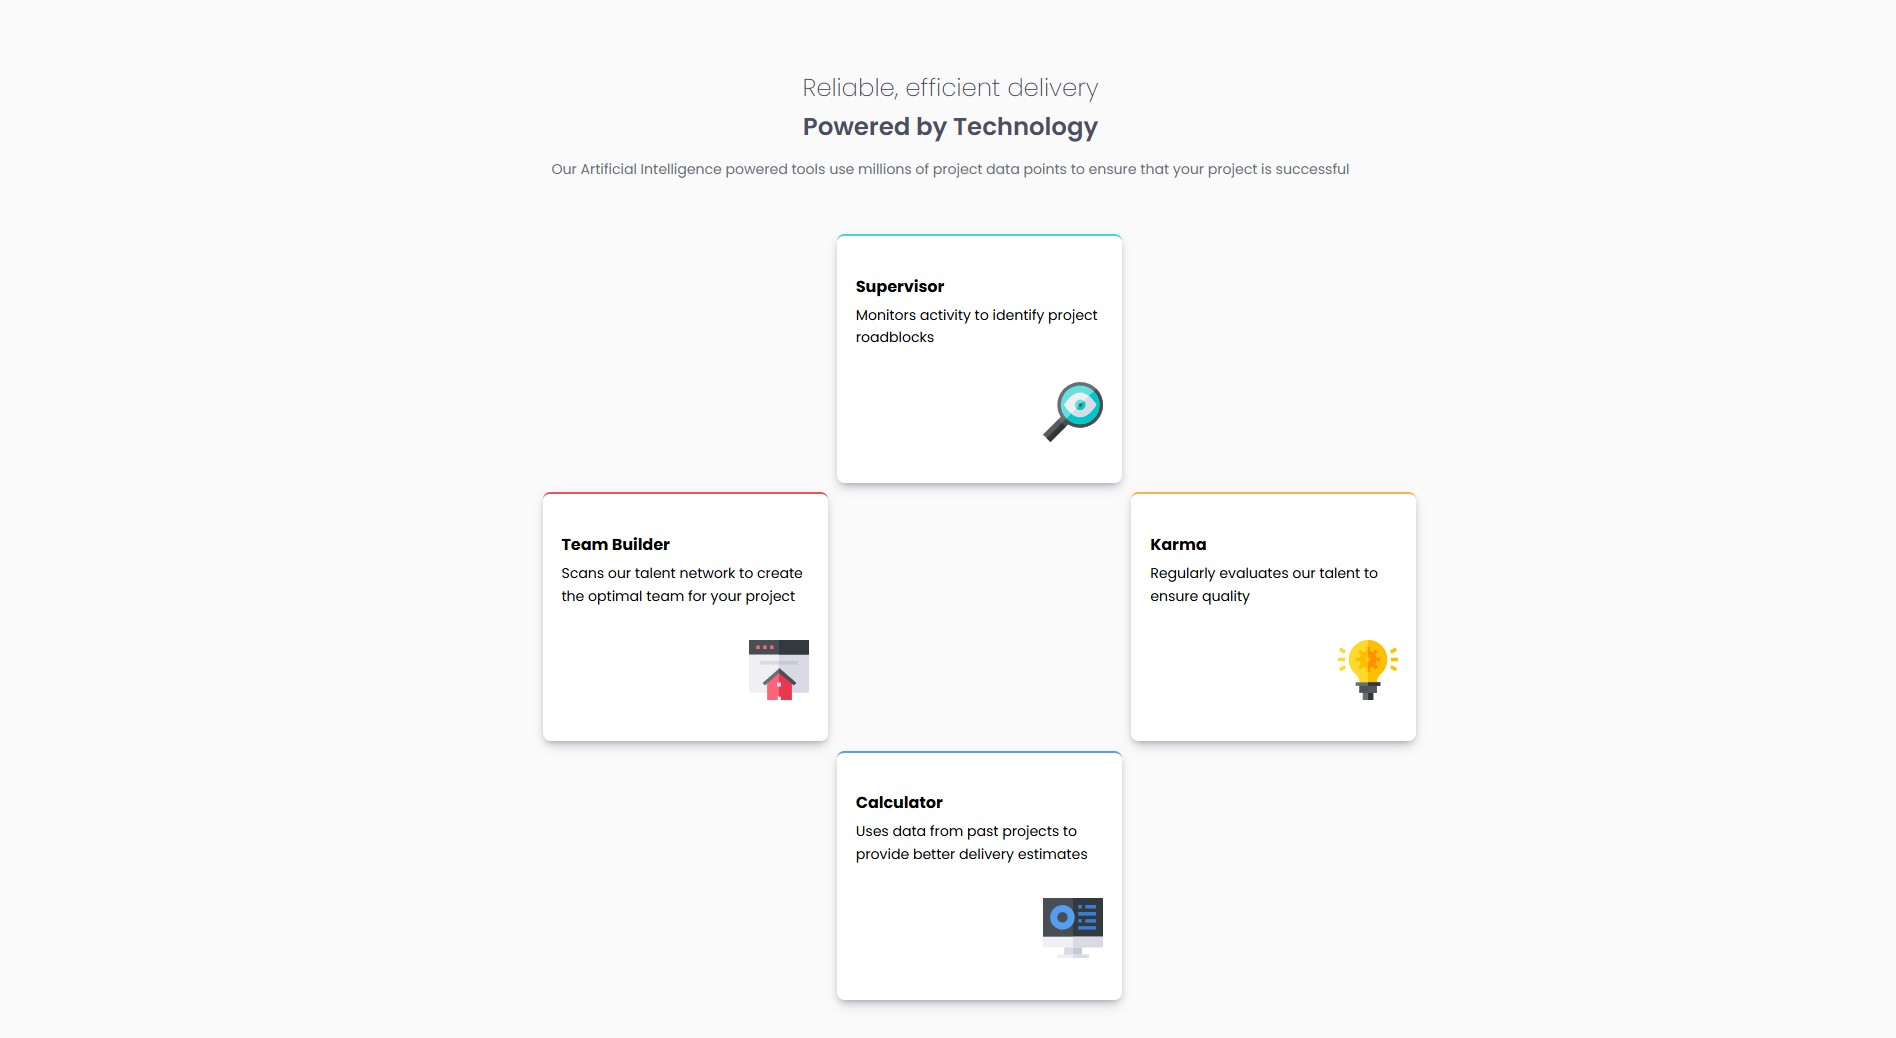 Reliable, efficient delivery
Powered by Technology
Our Artificial Intelligence powered tools use millions of project data points to ensure that your project is successful
Supervisor
Monitors activity to identify project
roadblocks
Team Builder
Scans our talent network to create
the optimal team for your project
Karma
Regularly evaluates our talent to
ensure quality
Calculator
Uses data from past projects to
provide better delivery estimates